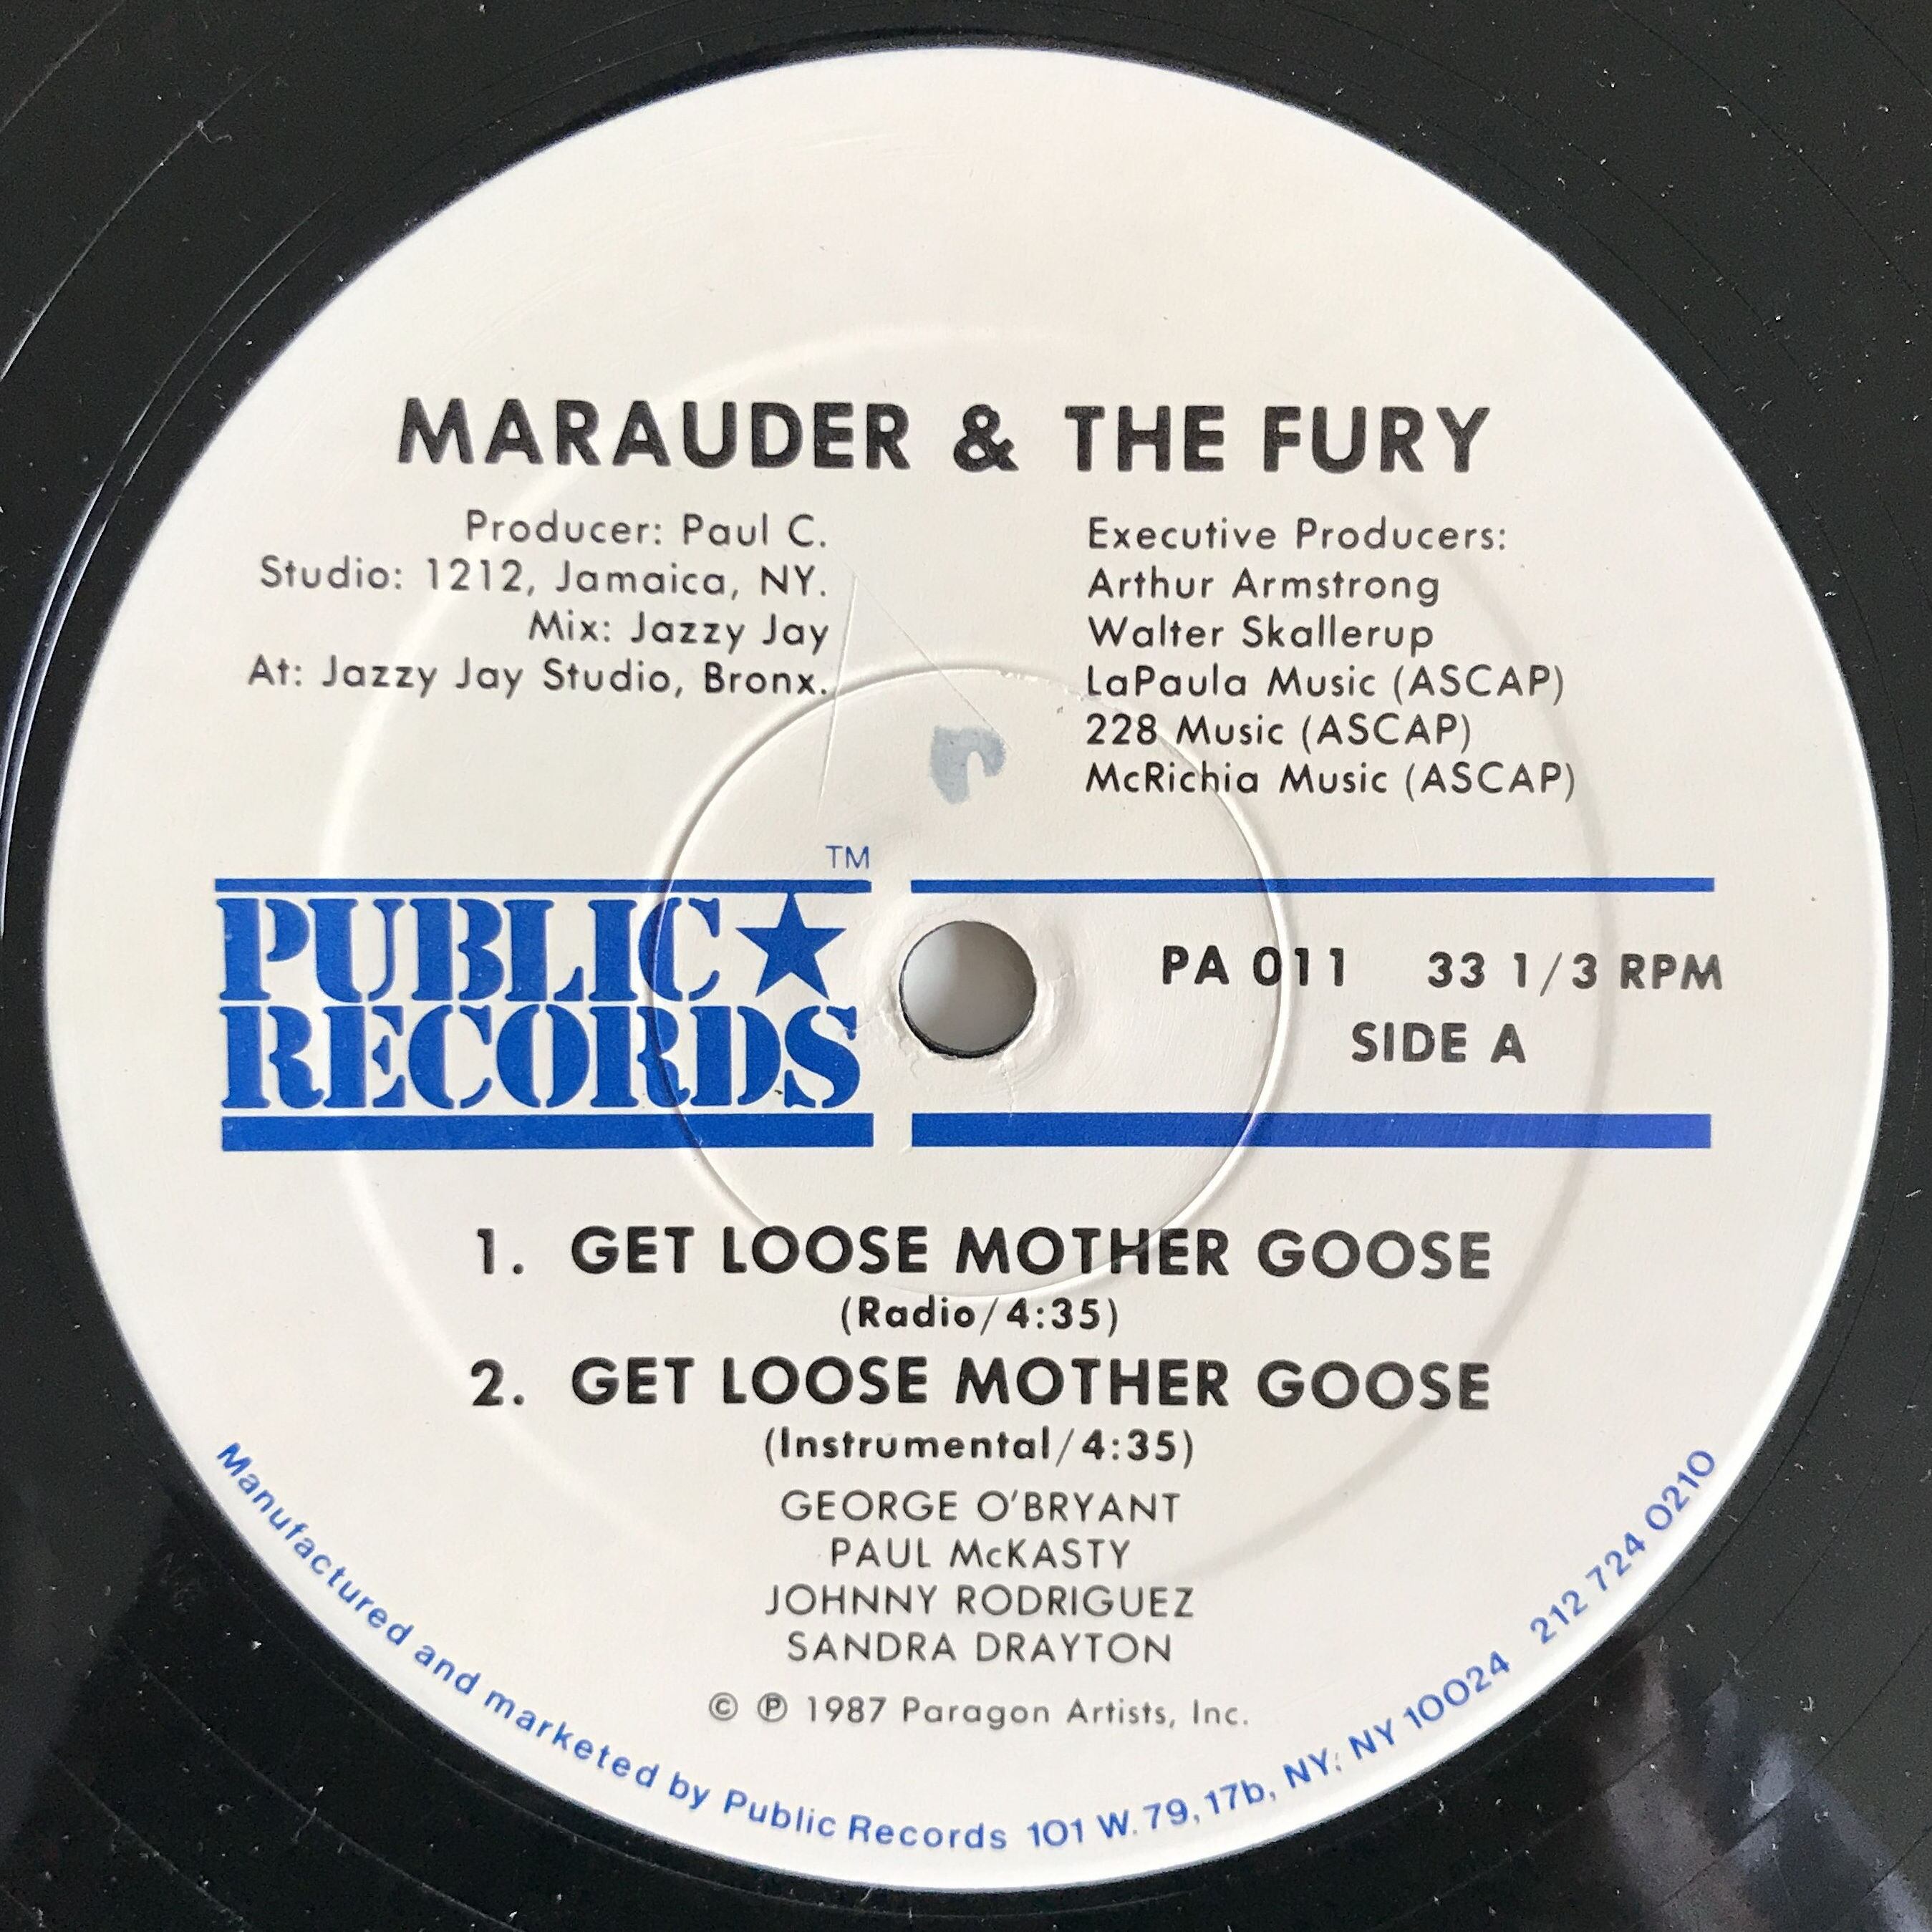 MARAUDER & THE FURY
Producer: Paul C.
Studio: 1212, Jamaica, NY.
Mix: Jazzy Jay
At: Jazzy Jay Studio, Bronx.
Executive Producers:
Arthur Armstrong
Walter Skallerup
LaPaula Music (ASCAP)
228 Music (ASCAP)
McRichia Music (ASCAP)
TM
PUBLIC
RECORDS
PA 011 33 1/3 RPM
SIDE A
1. GET LOOSE MOTHER GOOSE
(Radio/4:35)
2. GET LOOSE MOTHER GOOSE
(Instrumental/4:35)
GEORGE O'BRYANT
PAUL McKASTY
JOHNNY RODRIGUEZ
SANDRA DRAYTON
© ℗ 1987 Paragon Artists, Inc.
Manufactured and marketed by Public Records 101 W. 79, 17b, NY, NY 10024 212 724 0210